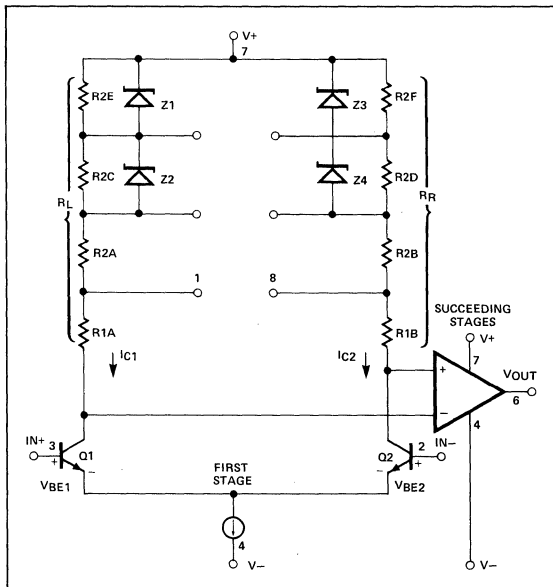 V+
7
R2E
Z1
Z3
R2F
R2C
Z2
Z4
R2D
RL
RR
R2A
1
8
R2B
R1A
R1B
SUCCEEDING
STAGES
V+
7
IC1
IC2
+
−
VOUT
6
4
IN+
3
+
Q1
−
VBE1
FIRST
STAGE
Q2
2
IN−
+
−
VBE2
4
V−
V−